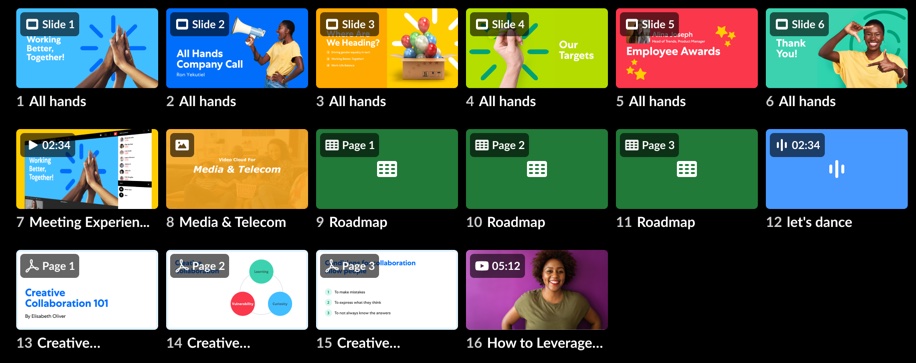 Slide 1
Working
Better,
Together!
1 All hands
Slide 2
All Hands
Company Call
Ron Yekutiel
2 All hands
Slide 3
Where Are
We Heading?
3 All hands
Slide 4
Our
Targets
4 All hands
Slide 5
Alina Joseph
Employee Awards
5 All hands
Slide 6
Thank
You!
6 All hands
02:34
Working
Better,
Together!
7 Meeting Experien...
Video Cloud For
Media & Telecom
8 Media & Telecom
Page 1
9 Roadmap
Page 2
10 Roadmap
Page 3
11 Roadmap
02:34
12 let's dance
Page 1
Creative
Collaboration 101
By Elisabeth Oliver
13 Creative...
Page 2
Learning
Vulnerability
14 Creative...
Page 3
1 To make mistakes
2 To express what they think
3 To not always know the answers
15 Creative...
05:12
16 How to Leverage...